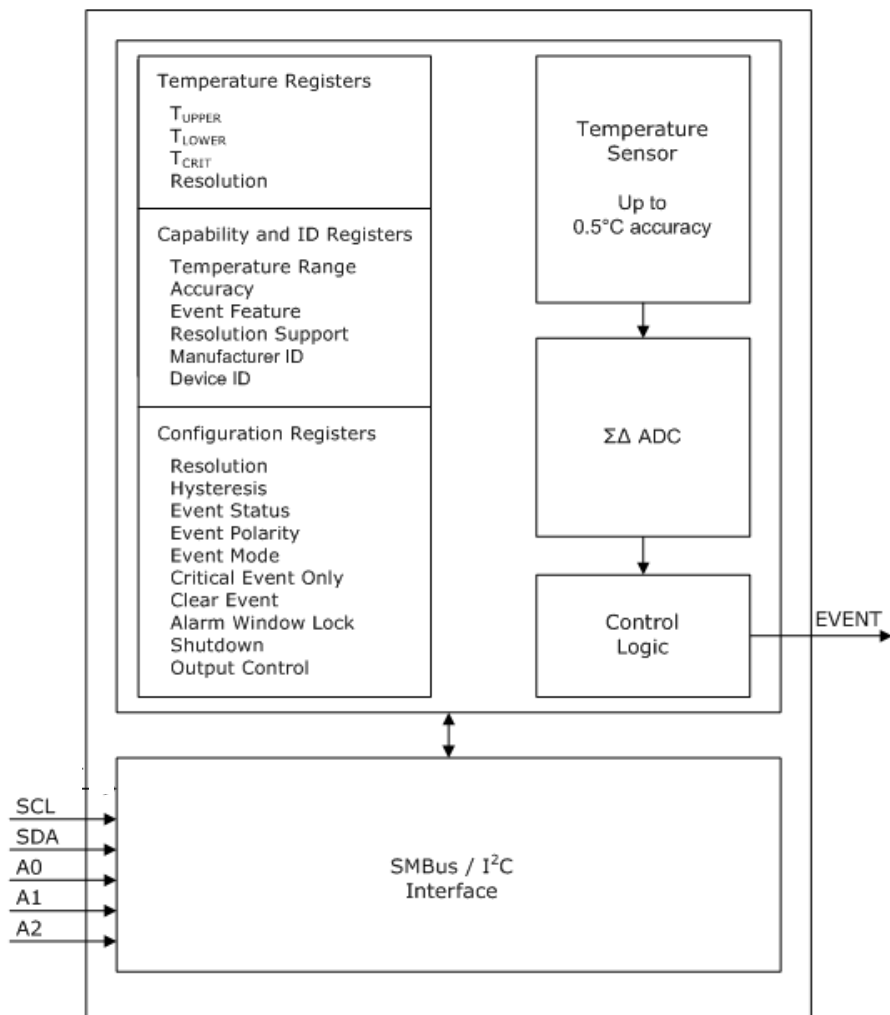 Temperature Registers
T_UPPER
T_LOWER
T_CRIT
Resolution
Capability and ID Registers
Temperature Range
Accuracy
Event Feature
Resolution Support
Manufacturer ID
Device ID
Configuration Registers
Resolution
Hysteresis
Event Status
Event Polarity
Event Mode
Critical Event Only
Clear Event
Alarm Window Lock
Shutdown
Output Control
Temperature
Sensor
Up to
0.5°C accuracy
ΣΔ ADC
Control
Logic
EVENT
SCL
SDA
A0
A1
A2
SMBus / I²C
Interface